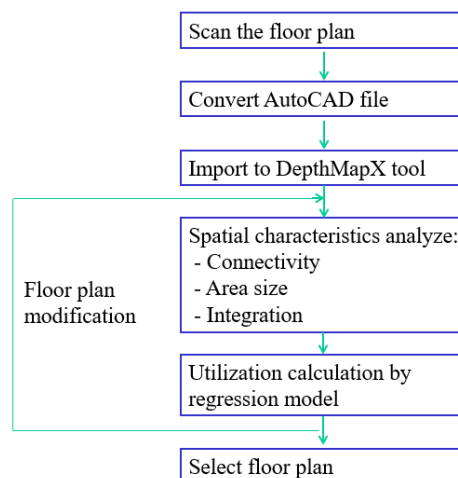 Scan the floor plan
Convert AutoCAD file
Import to DepthMapX tool
Spatial characteristics analyze:
- Connectivity
- Area size
- Integration
Floor plan
modification
Utilization calculation by
regression model
Select floor plan